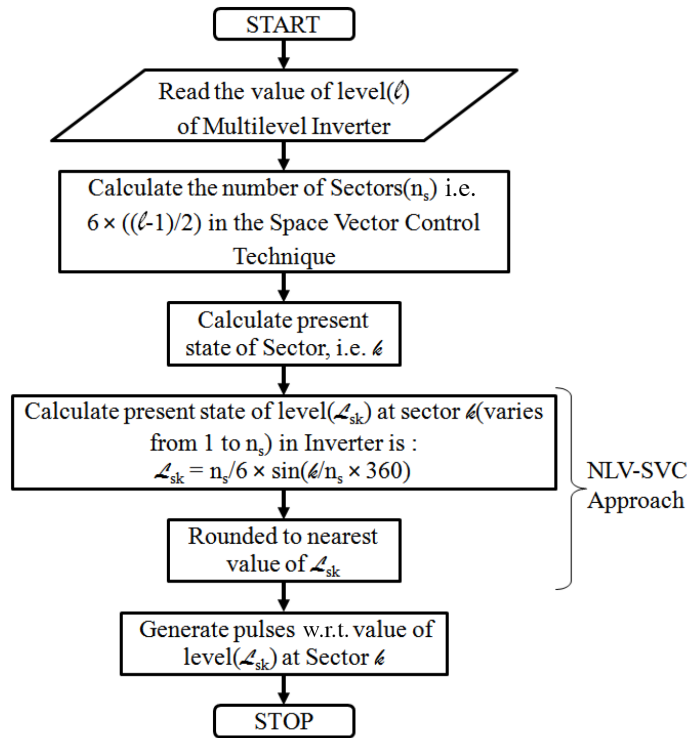 START
Read the value of level(ℓ)
of Multilevel Inverter
Calculate the number of Sectors(nₛ) i.e.
6 × ((ℓ-1)/2) in the Space Vector Control
Technique
Calculate present
state of Sector, i.e. 𝓀
Calculate present state of level(ℒₛₖ) at sector 𝓀(varies
from 1 to nₛ) in Inverter is :
ℒₛₖ = nₛ/6 × sin(𝓀/nₛ × 360)
NLV-SVC
Approach
Rounded to nearest
value of ℒₛₖ
Generate pulses w.r.t. value of
level(ℒₛₖ) at Sector 𝓀
STOP